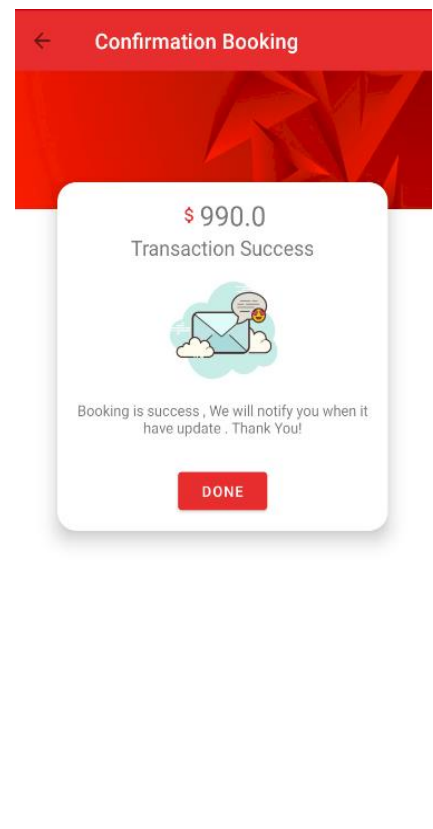 Confirmation Booking
$ 990.0
Transaction Success
Booking is success , We will notify you when it
have update . Thank You!
DONE